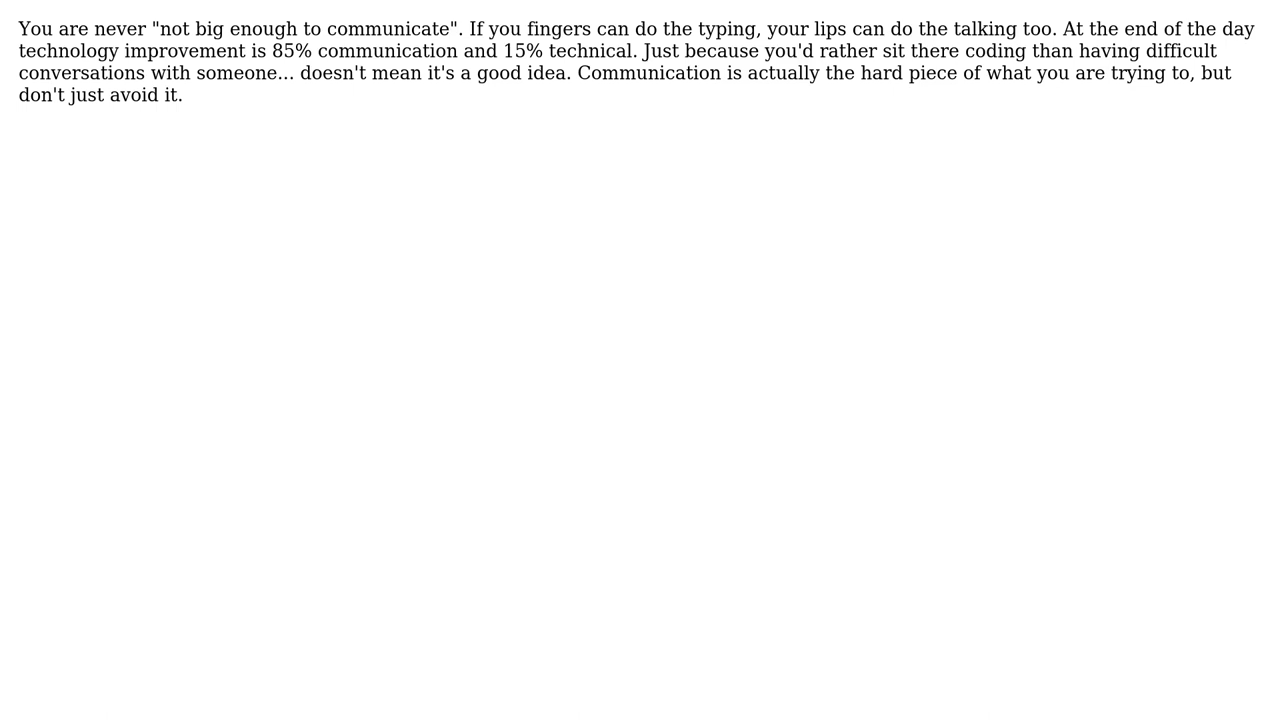 You are never "not big enough to communicate". If you fingers can do the typing, your lips can do the talking too. At the end of the day
technology improvement is 85% communication and 15% technical. Just because you'd rather sit there coding than having difficult
conversations with someone... doesn't mean it's a good idea. Communication is actually the hard piece of what you are trying to, but
don't just avoid it.